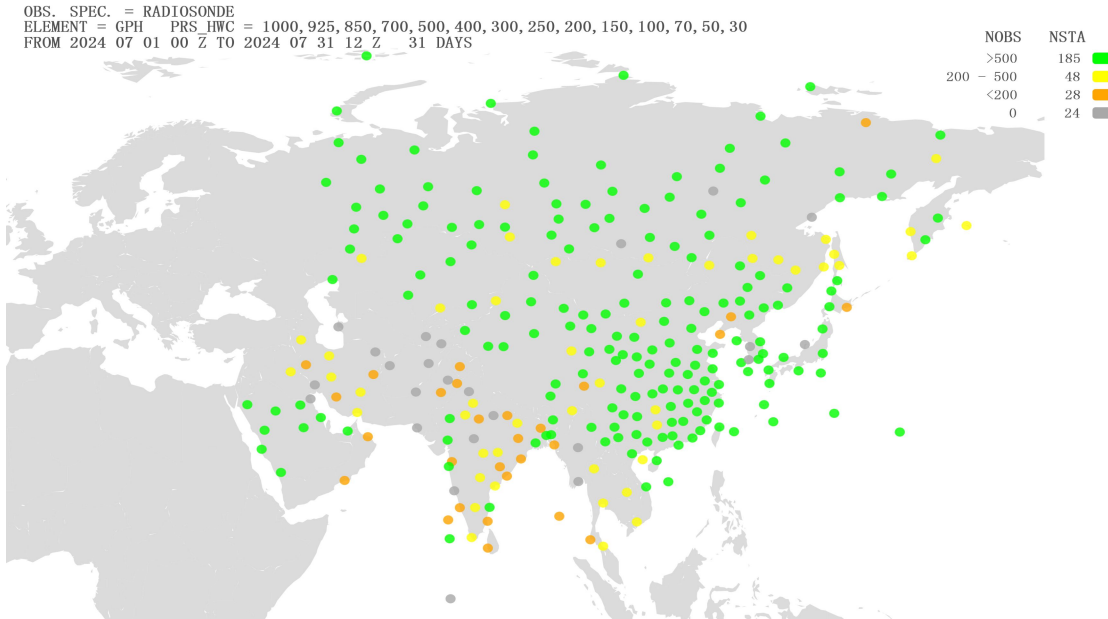 OBS. SPEC. = RADIOSONDE
ELEMENT = GPH PRS_HWC = 1000,925,850,700,500,400,300,250,200,150,100,70,50,30
FROM 2024 07 01 00 Z TO 2024 07 31 12 Z 31 DAYS
NOBS NSTA
>500 185
200 - 500 48
<200 28
0 24